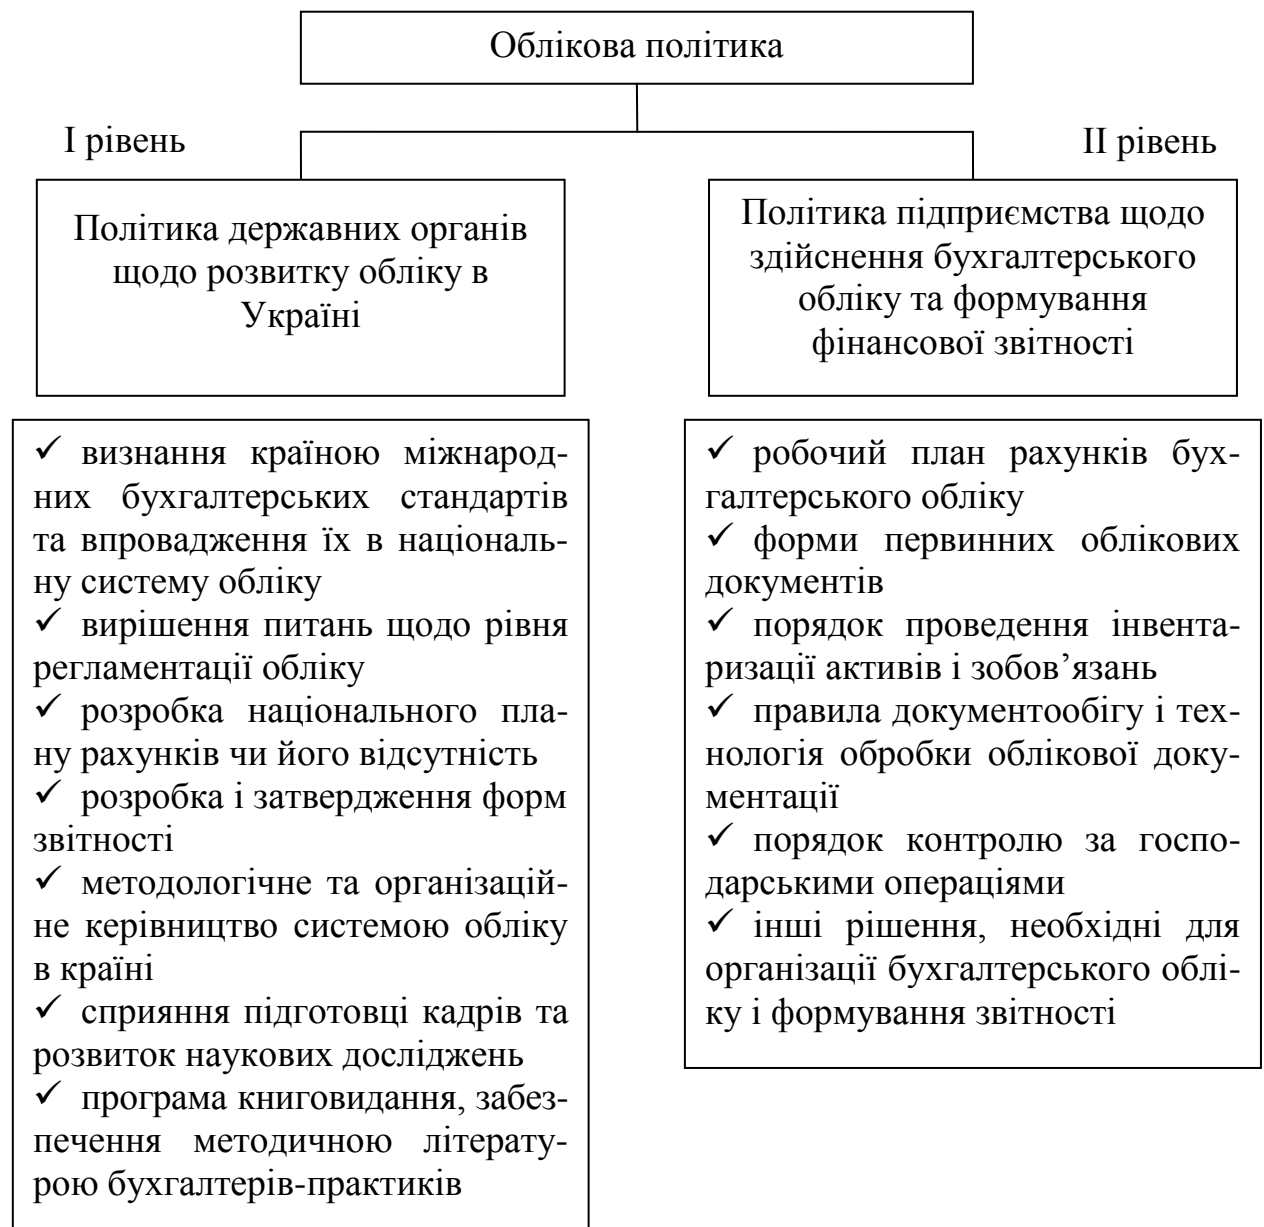 Облікова політика
І рівень
ІІ рівень
Політика державних органів
щодо розвитку обліку в
Україні
Політика підприємства щодо
здійснення бухгалтерського
обліку та формування
фінансової звітності
✓ визнання країною міжнарод-
них бухгалтерських стандартів
та впровадження їх в національ-
ну систему обліку
✓ вирішення питань щодо рівня
регламентації обліку
✓ розробка національного пла-
ну рахунків чи його відсутність
✓ розробка і затвердження форм
звітності
✓ методологічне та організацій-
не керівництво системою обліку
в країні
✓ сприяння підготовці кадрів та
розвиток наукових досліджень
✓ програма книговидання, забез-
печення методичною літерату-
рою бухгалтерів-практиків
✓ робочий план рахунків бух-
галтерського обліку
✓ форми первинних облікових
документів
✓ порядок проведення інвента-
ризації активів і зобов’язань
✓ правила документообігу і тех-
нологія обробки облікової доку-
ментації
✓ порядок контролю за госпо-
дарськими операціями
✓ інші рішення, необхідні для
організації бухгалтерського облі-
ку і формування звітності